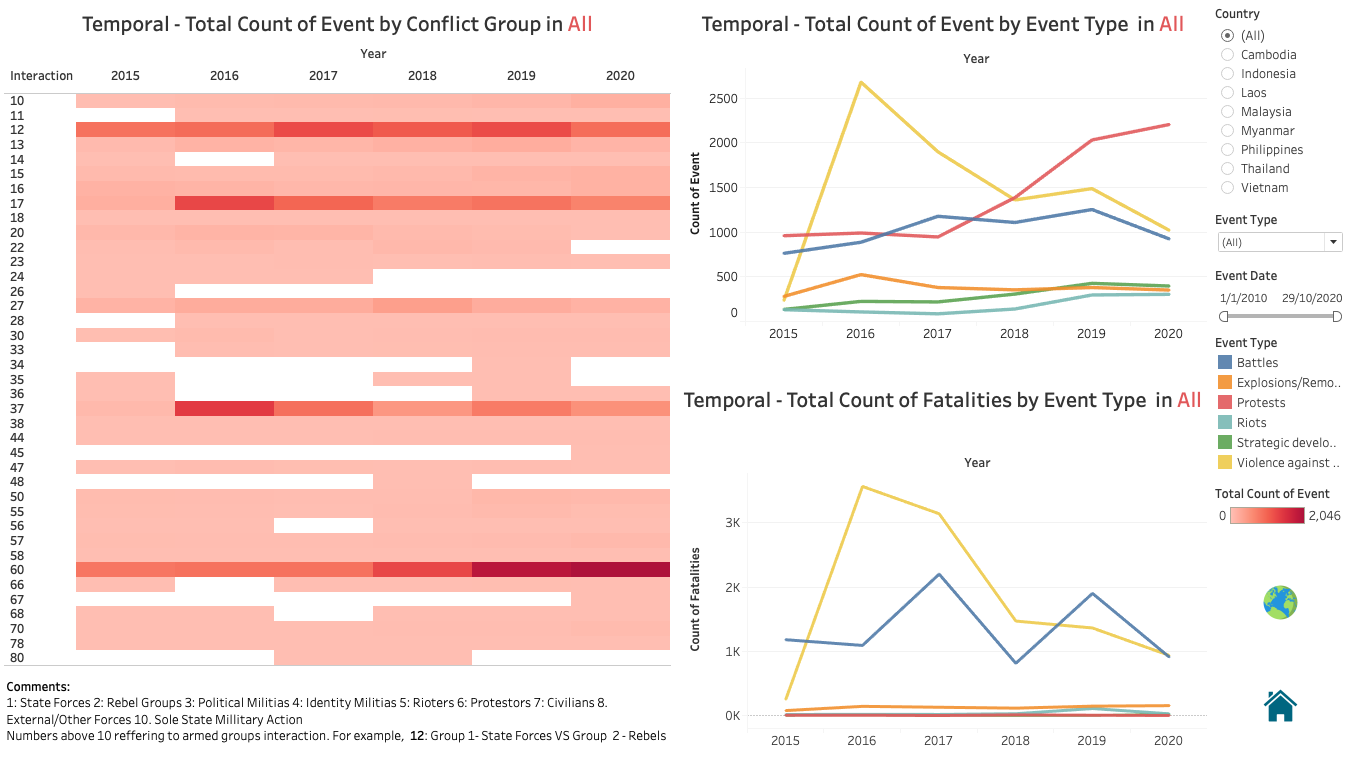 Temporal - Total Count of Event by Conflict Group in All
Year
Interaction 2015 2016 2017 2018 2019 2020
10
11
12
13
14
15
16
17
18
20
22
23
24
26
27
28
30
33
34
35
36
37
38
44
45
47
48
50
55
56
57
58
60
66
67
68
70
78
80
Comments:
1: State Forces 2: Rebel Groups 3: Political Militias 4: Identity Militias 5: Rioters 6: Protestors 7: Civilians 8.
External/Other Forces 10. Sole State Millitary Action
Numbers above 10 reffering to armed groups interaction. For example, 12: Group 1- State Forces VS Group 2 - Rebels
Temporal - Total Count of Event by Event Type in All
Year
Count of Event
2500
2000
1500
1000
500
0
2015 2016 2017 2018 2019 2020
Temporal - Total Count of Fatalities by Event Type in All
Year
Count of Fatalities
3K
2K
1K
0K
2015 2016 2017 2018 2019 2020
Country
(All)
Cambodia
Indonesia
Laos
Malaysia
Myanmar
Philippines
Thailand
Vietnam
Event Type
(All)
Event Date
1/1/2010 29/10/2020
Event Type
Battles
Explosions/Remo..
Protests
Riots
Strategic develo..
Violence against ..
Total Count of Event
0 2,046